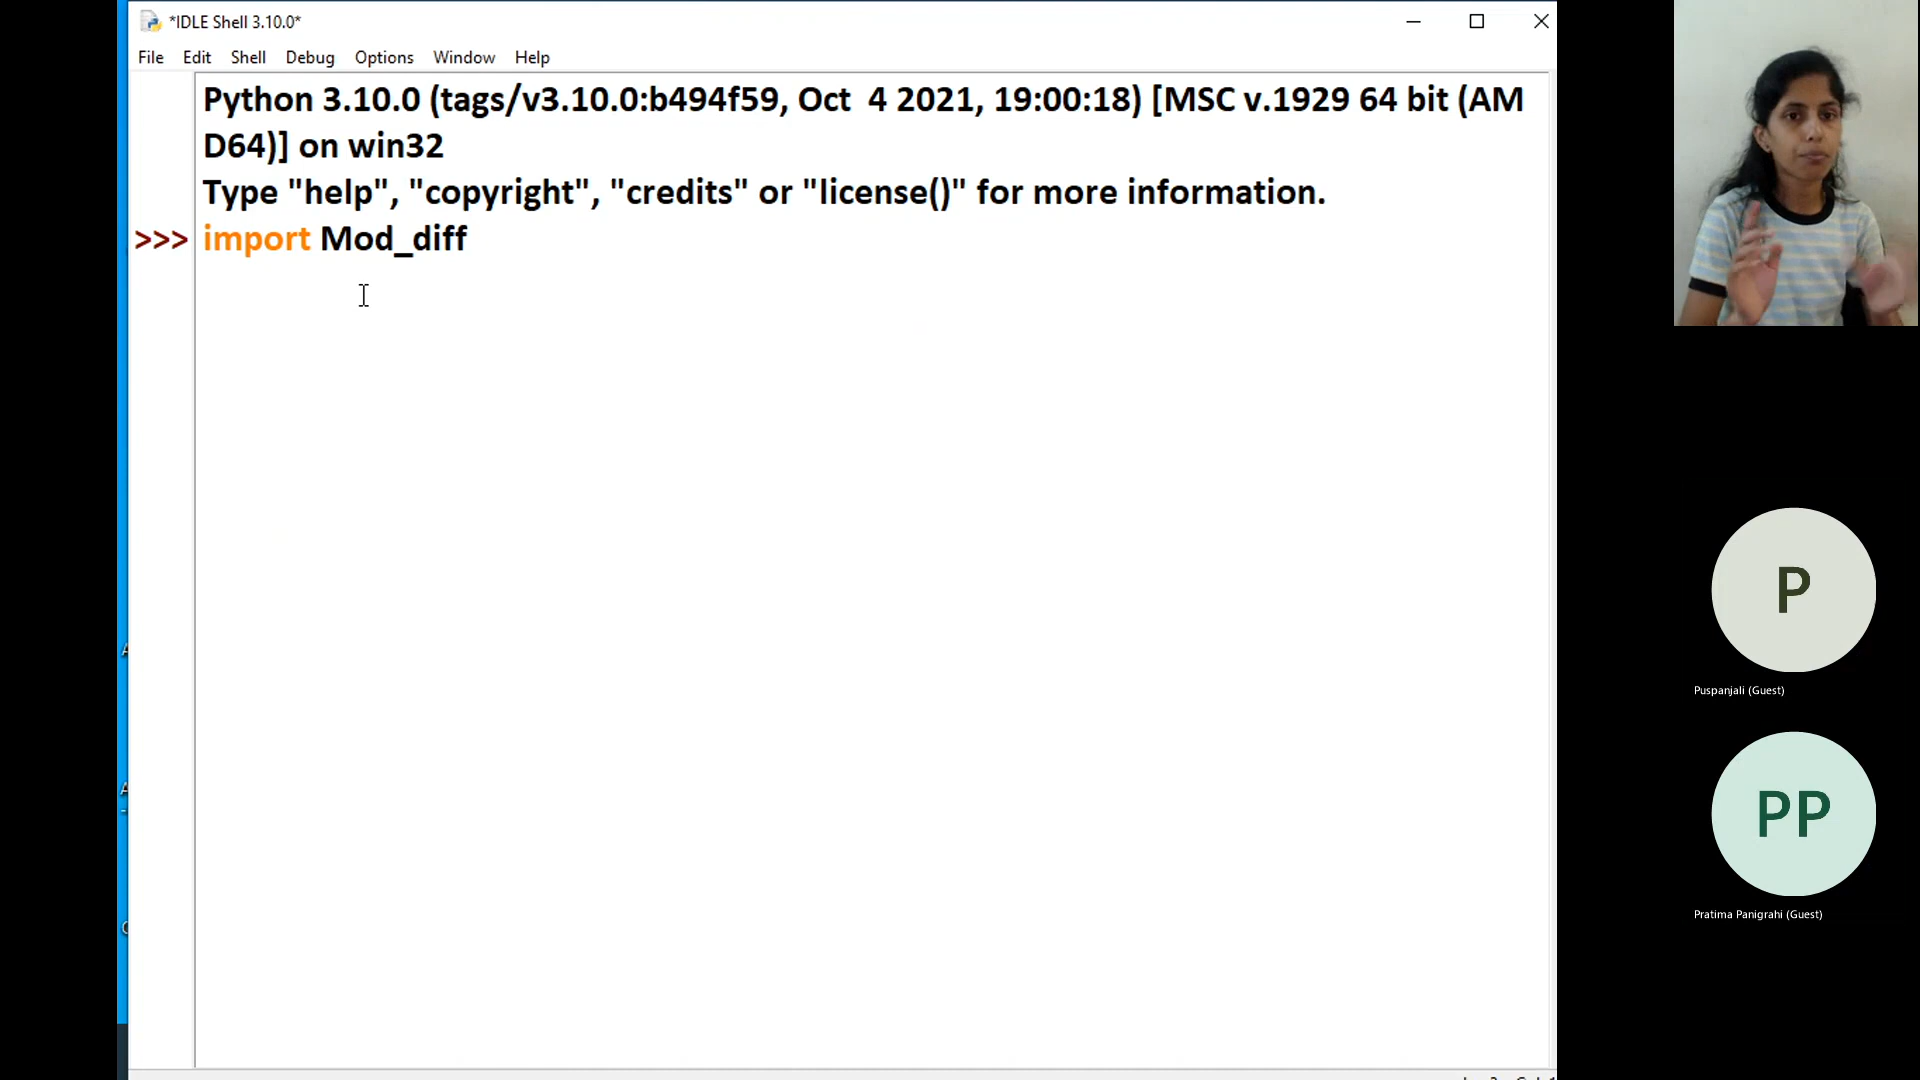 *IDLE Shell 3.10.0*
File Edit Shell Debug Options Window Help
Python 3.10.0 (tags/v3.10.0:b494f59, Oct  4 2021, 19:00:18) [MSC v.1929 64 bit (AM
D64)] on win32
Type "help", "copyright", "credits" or "license()" for more information.
>>> import Mod_diff
P
Puspanjali (Guest)
PP
Pratima Panigrahi (Guest)